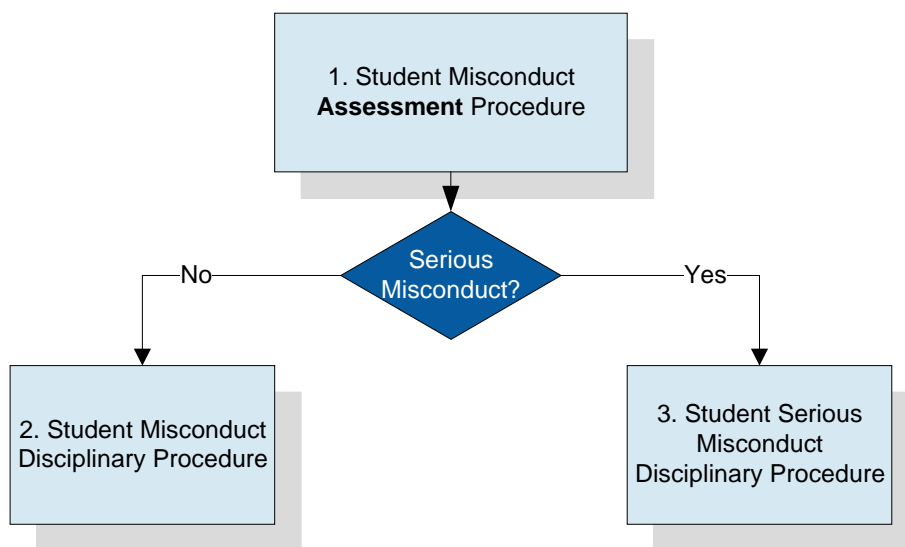 1. Student Misconduct
Assessment Procedure
Serious
Misconduct?
No
Yes
2. Student Misconduct
Disciplinary Procedure
3. Student Serious
Misconduct
Disciplinary Procedure